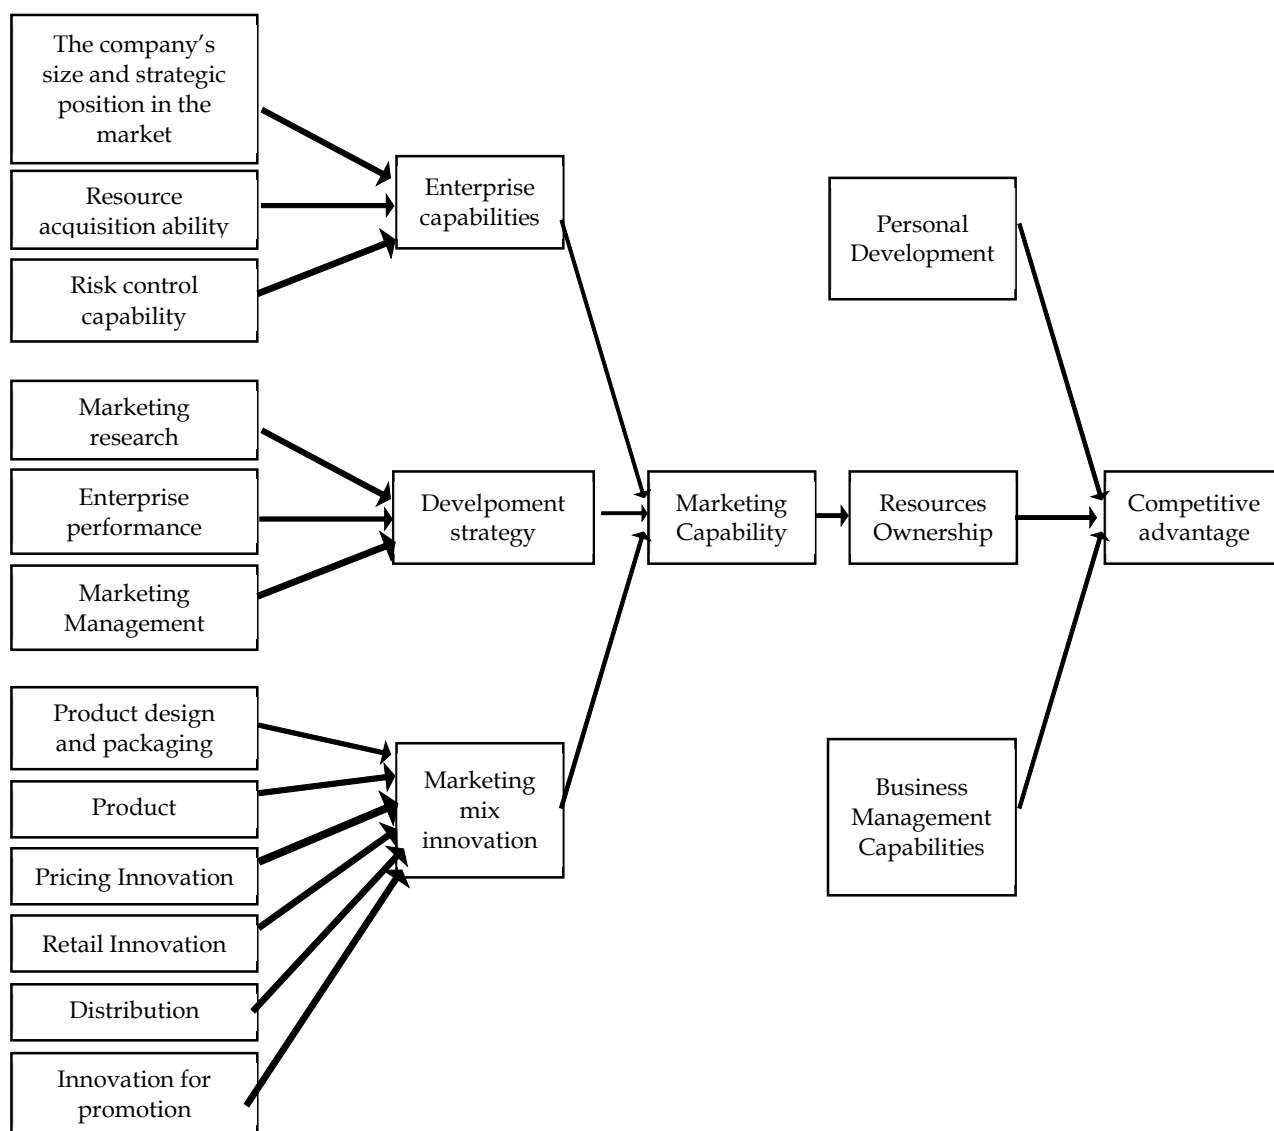 The company's
size and strategic
position in the
market
Resource
acquisition ability
Risk control
capability
Enterprise
capabilities
Personal
Development
Marketing
research
Enterprise
performance
Marketing
Management
Develpoment
strategy
Marketing
Capability
Resources
Ownership
Competitive
advantage
Product design
and packaging
Product
Pricing Innovation
Retail Innovation
Distribution
Innovation for
promotion
Marketing
mix
innovation
Business
Management
Capabilities